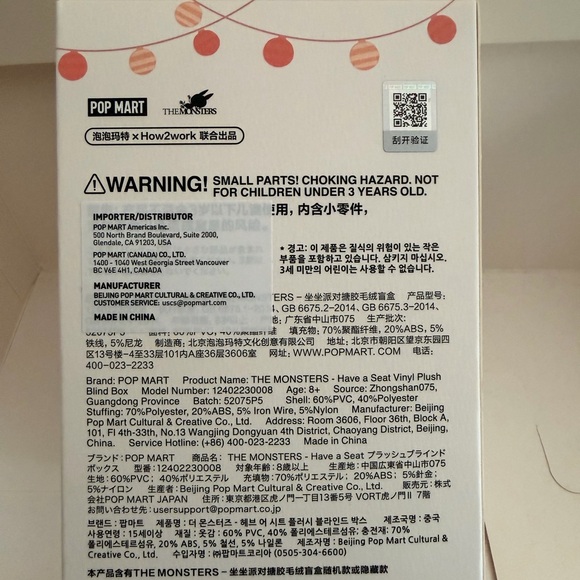 POP MART THE MONSTERS
泡泡玛特 × How2work 联合出品
刮开验证
WARNING! SMALL PARTS! CHOKING HAZARD. NOT
FOR CHILDREN UNDER 3 YEARS OLD.
使用，内含小零件，
IMPORTER/DISTRIBUTOR
POP MART Americas Inc.
500 North Brand Boulevard, Suite 2000,
Glendale, CA 91203, USA
POP MART (CANADA) CO., LTD.
1400 - 1040 West Georgia Street Vancouver
BC V6E 4H1, CANADA
MANUFACTURER
BEIJING POP MART CULTURAL & CREATIVE CO., LTD.
CUSTOMER SERVICE: uscs@popmart.com
MADE IN CHINA
* 경고: 이 제품은 질식의 위험이 있는 작은
부품을 포함하고 있습니다. 삼키지 마십시오.
3세 미만의 어린이는 사용할 수 없습니다.
NSTERS - 坐坐派对搪胶毛绒盲盒 产品型号:
, GB 6675.2–2014、GB 6675.3–2014、
地: 广东省中山市075 生产批次:
52075P5 面料: 60% PVC, 40%聚酯纤维 填充物: 70%聚酯纤维, 20%ABS, 5%
铁线, 5%尼龙 制造商: 北京泡泡玛特文化创意有限公司 地址: 北京市朝阳区望京东园四
区13号楼–4至33层101内A座36层3606室 网址: WWW.POPMART.COM 电话:
400-023-2233
Brand: POP MART Product Name: THE MONSTERS - Have a Seat Vinyl Plush
Blind Box Model Number: 12402230008 Age: 8+ Source: Zhongshan075,
Guangdong Province Batch: 52075P5 Shell: 60%PVC, 40%Polyester
Stuffing: 70%Polyester, 20%ABS, 5% Iron Wire, 5%Nylon Manufacturer: Beijing
Pop Mart Cultural & Creative Co., Ltd. Address: Room 3606, Floor 36th, Block A,
101, Fl 4th-33th, No.13 Wangjing Dongyuan 4th District, Chaoyang District, Beijing,
China. Service Hotline: (+86) 400-023-2233 Made in China
ブランド: POP MART 商品名: THE MONSTERS - Have a Seat プラッシュブラインド
ボックス 型番: 12402230008 対象年齢: 8歳以上 生産地: 中国広東省中山市075
生地: 60%PVC; 40%ポリエステル 充填物: 70%ポリエステル; 20%ABS; 5%針金;
5%ナイロン 生産者: Beijing Pop Mart Cultural & Creative Co., Ltd. 販売元: 株式
会社POP MART JAPAN 住所: 東京都港区虎ノ門一丁目13番5号 VORT虎ノ門II 7階
お問い合わせ先: usersupport@popmart.co.jp
브랜드 : 팝마트 제품명 : 더 몬스터즈 - 해브 어 시트 플러시 블라인드 박스 제조국명 : 중국
사용연령 : 15세이상 재질: 옷감 : 60% PVC, 40% 폴리에스테르섬유; 충전재: 70%
폴리에스테르섬유, 20% ABS, 5% 철선, 5% 나일론 제조자명 : Beijing Pop Mart Cultural &
Creative Co., Ltd. 수입자명 : ㈜팝마트코리아 (0505-304-6600)
本产品含有THE MONSTERS - 坐坐派对搪胶毛绒盲盒随机款或隐藏款